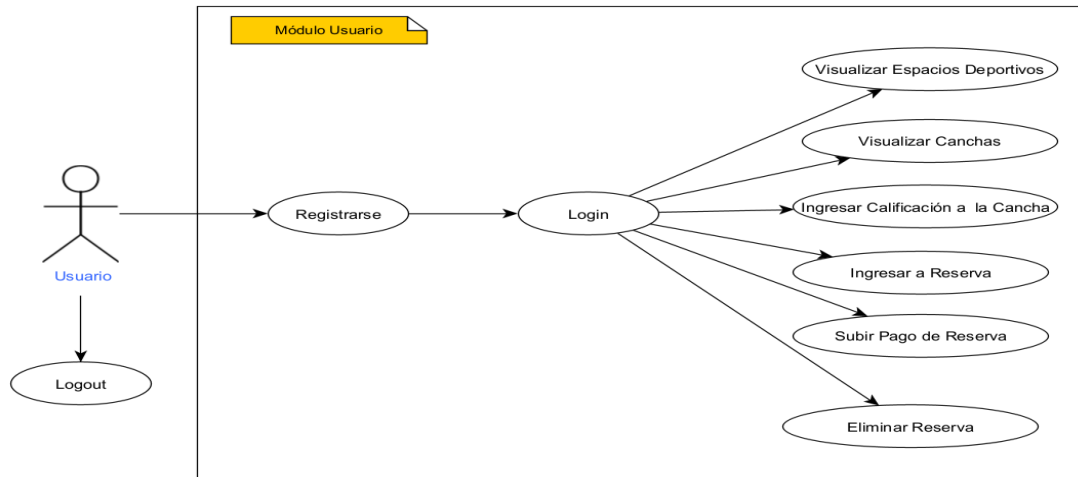 Módulo Usuario
Visualizar Espacios Deportivos
Visualizar Canchas
Registrarse
Login
Ingresar Calificación a la Cancha
Usuario
Ingresar a Reserva
Subir Pago de Reserva
Logout
Eliminar Reserva